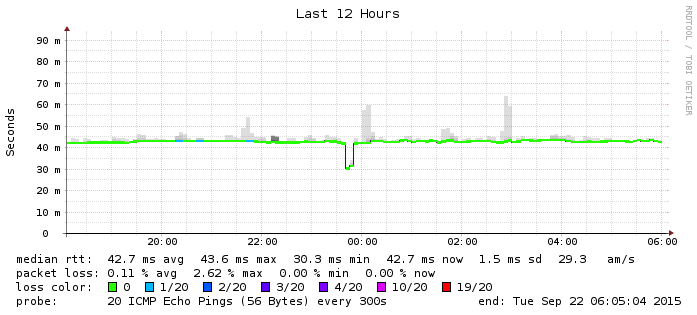 Last 12 Hours
RRDTOOL / TOBI OETIKER
Seconds
90 m
80 m
70 m
60 m
50 m
40 m
30 m
20 m
10 m
0
20:00 22:00 00:00 02:00 04:00 06:00
median rtt: 42.7 ms avg 43.6 ms max 30.3 ms min 42.7 ms now 1.5 ms sd 29.3 am/s
packet loss: 0.11 % avg 2.62 % max 0.00 % min 0.00 % now
loss color: 0 1/20 2/20 3/20 4/20 10/20 19/20
probe: 20 ICMP Echo Pings (56 Bytes) every 300s end: Tue Sep 22 06:05:04 2015